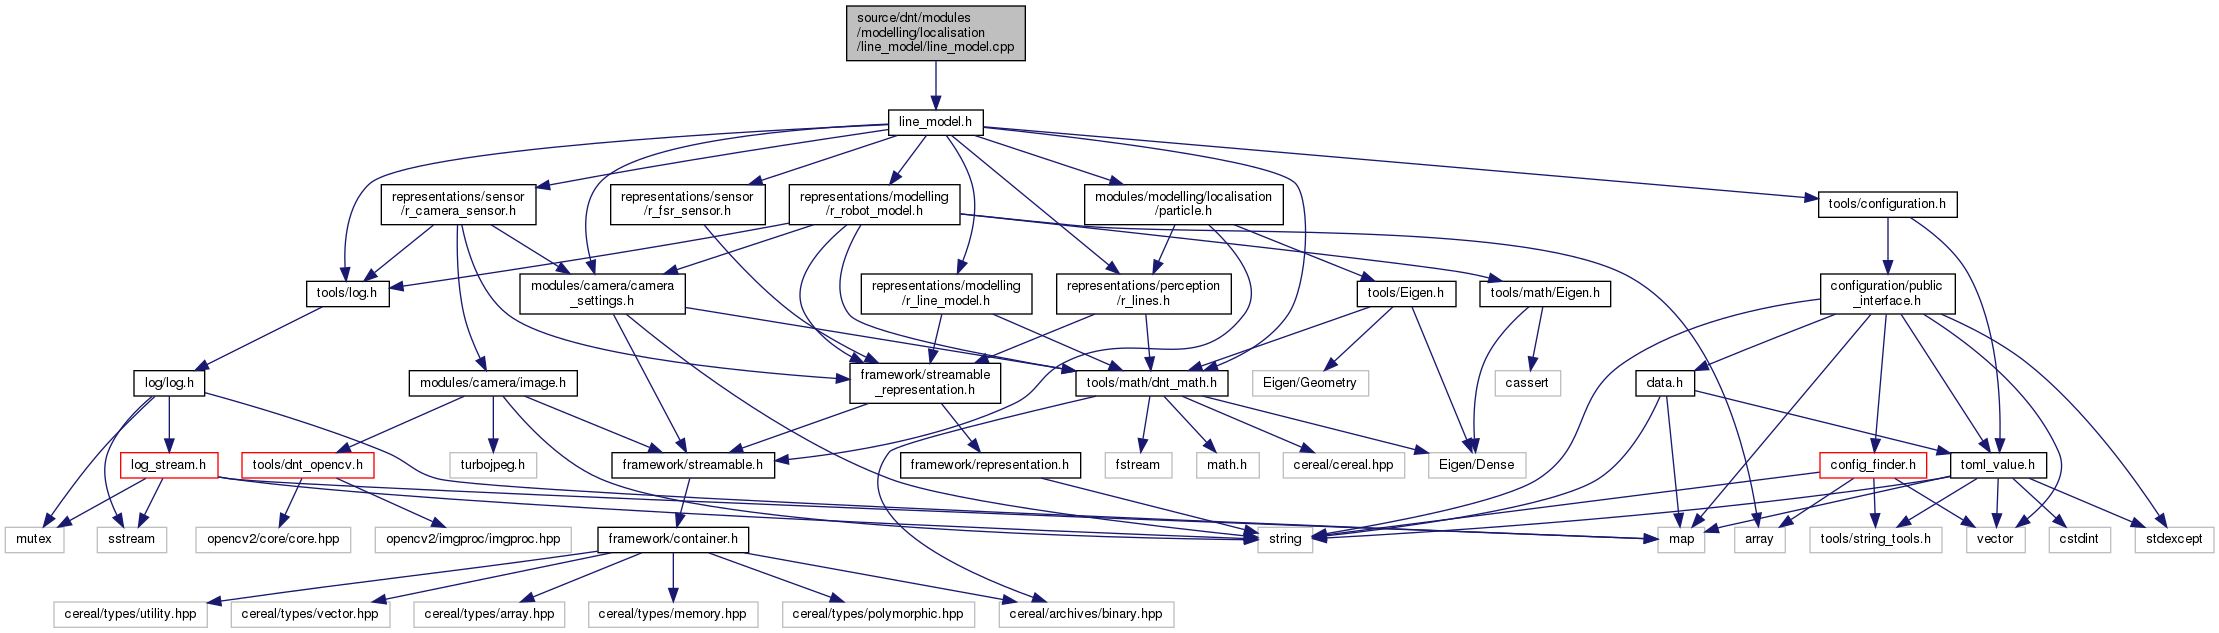 source/dnt/modules
/modelling/localisation
/line_model/line_model.cpp
line_model.h
representations/sensor
/r_camera_sensor.h
representations/sensor
/r_fsr_sensor.h
representations/modelling
/r_robot_model.h
modules/modelling/localisation
/particle.h
tools/configuration.h
tools/log.h
modules/camera/camera
_settings.h
representations/modelling
/r_line_model.h
representations/perception
/r_lines.h
tools/Eigen.h
tools/math/Eigen.h
configuration/public
_interface.h
log/log.h
modules/camera/image.h
framework/streamable
_representation.h
tools/math/dnt_math.h
Eigen/Geometry
cassert
data.h
log_stream.h
tools/dnt_opencv.h
turbojpeg.h
framework/streamable.h
framework/representation.h
fstream
math.h
cereal/cereal.hpp
Eigen/Dense
config_finder.h
toml_value.h
mutex
sstream
opencv2/core/core.hpp
opencv2/imgproc/imgproc.hpp
framework/container.h
string
map
array
tools/string_tools.h
vector
cstdint
stdexcept
cereal/types/utility.hpp
cereal/types/vector.hpp
cereal/types/array.hpp
cereal/types/memory.hpp
cereal/types/polymorphic.hpp
cereal/archives/binary.hpp